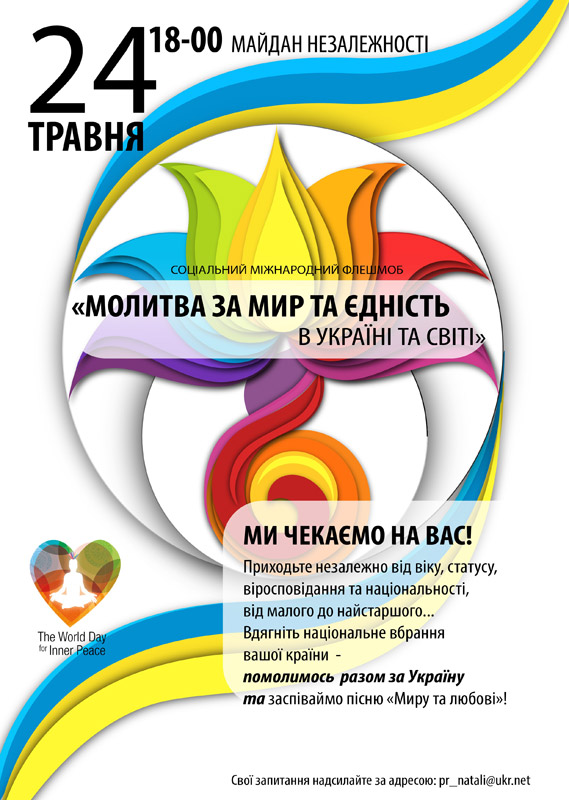 24
ТРАВНЯ
18-00 МАЙДАН НЕЗАЛЕЖНОСТІ
СОЦІАЛЬНИЙ МІЖНАРОДНИЙ ФЛЕШМОБ
«МОЛИТВА ЗА МИР ТА ЄДНІСТЬ
В УКРАЇНІ ТА СВІТІ»
МИ ЧЕКАЄМО НА ВАС!
Приходьте незалежно від віку, статусу,
віросповідання та національності,
від малого до найстаршого...
Вдягніть національне вбрання
вашої країни -
помолимось разом за Україну
та заспіваймо пісню «Миру та любові»!
The World Day
for Inner Peace
Свої запитання надсилайте за адресою: pr_natali@ukr.net